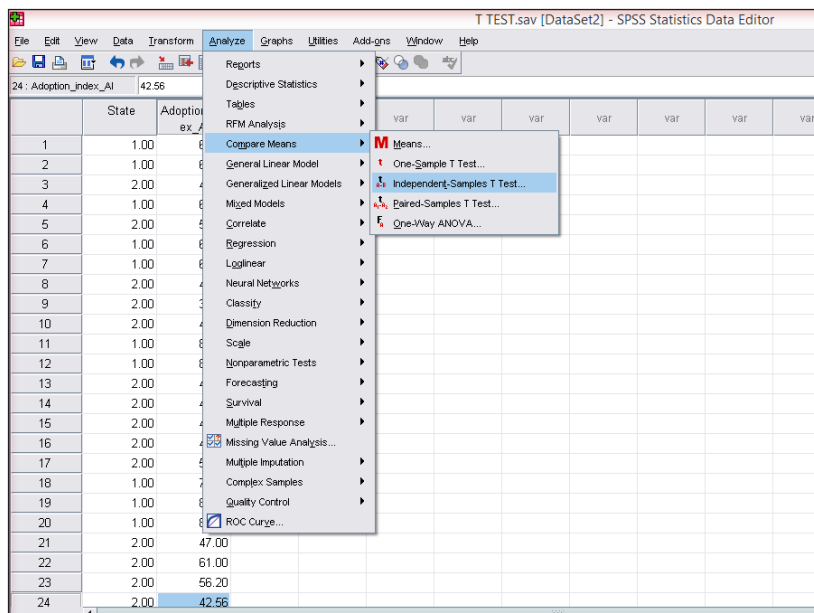 T TEST.sav [DataSet2] - SPSS Statistics Data Editor
File Edit View Data Transform Analyze Graphs Utilities Add-ons Window Help
24 : Adoption_index_AI 42.56
State Adoption var var var var var var
ex_A
Reports
Descriptive Statistics
Tables
RFM Analysis
Compare Means
General Linear Model
Generalized Linear Models
Mixed Models
Correlate
Regression
Loglinear
Neural Networks
Classify
Dimension Reduction
Scale
Nonparametric Tests
Forecasting
Survival
Multiple Response
Missing Value Analysis...
Multiple Imputation
Complex Samples
Quality Control
ROC Curve...
M Means...
t One-Sample T Test...
Independent-Samples T Test...
Paired-Samples T Test...
One-Way ANOVA...
1 1.00
2 1.00
3 2.00
4 1.00
5 2.00
6 1.00
7 1.00
8 2.00
9 2.00
10 2.00
11 1.00
12 1.00
13 2.00
14 2.00
15 2.00
16 2.00
17 2.00
18 1.00
19 1.00
20 1.00
21 2.00 47.00
22 2.00 61.00
23 2.00 56.20
24 2.00 42.56